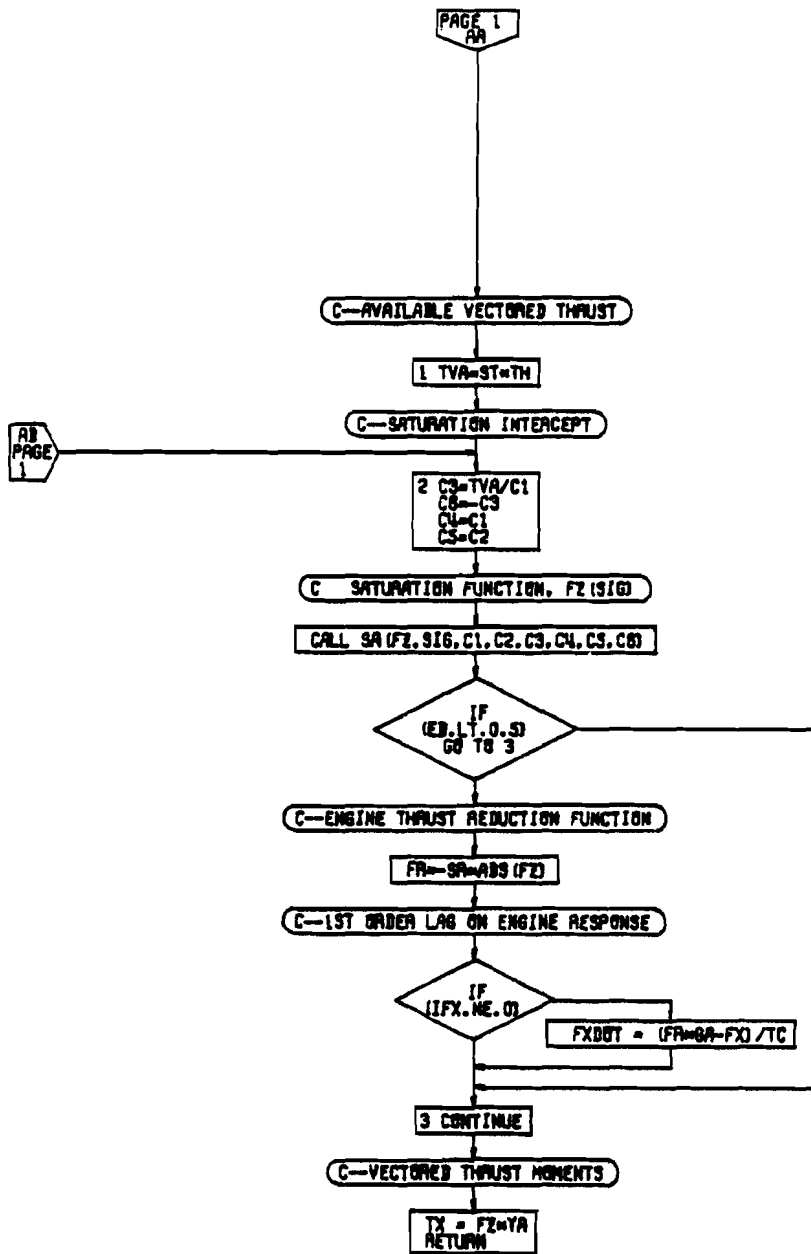 PAGE 1
AA
C--AVAILABLE VECTORED THRUST
1 TVA=ST*TH
C--SATURATION INTERCEPT
AB
PAGE
1
2 C3=TVA/C1
C6=-C3
C4=C1
C5=C2
C SATURATION FUNCTION, FZ(SIG)
CALL SA(FZ,SIG,C1,C2,C3,C4,C5,C6)
IF
(EB.LT.0.5)
GO TO 3
C--ENGINE THRUST REDUCTION FUNCTION
FA=-SA*ABS(FZ)
C--1ST ORDER LAG ON ENGINE RESPONSE
IF
(IFX.NE.0)
FXDOT = (FA*GA-FX)/TC
3 CONTINUE
C--VECTORED THRUST MOMENTS
TX = FZ*YA
RETURN